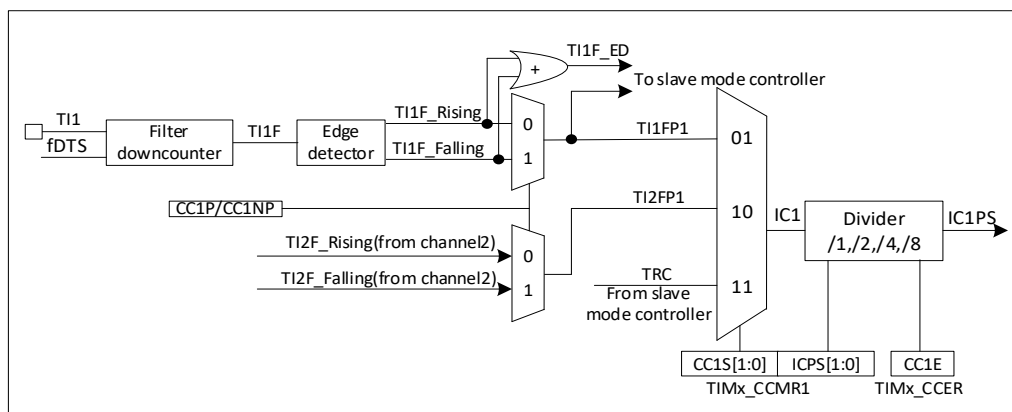 TI1F_ED
+
To slave mode controller
TI1
fDTS
Filter
downcounter
TI1F
Edge
detector
TI1F_Rising
TI1F_Falling
0
1
TI1FP1
01
CC1P/CC1NP
TI2FP1
10
IC1
Divider
/1,/2,/4,/8
IC1PS
TI2F_Rising(from channel2)
TI2F_Falling(from channel2)
0
1
TRC
From slave
mode controller
11
CC1S[1:0]
ICPS[1:0]
CC1E
TIMx_CCMR1
TIMx_CCER